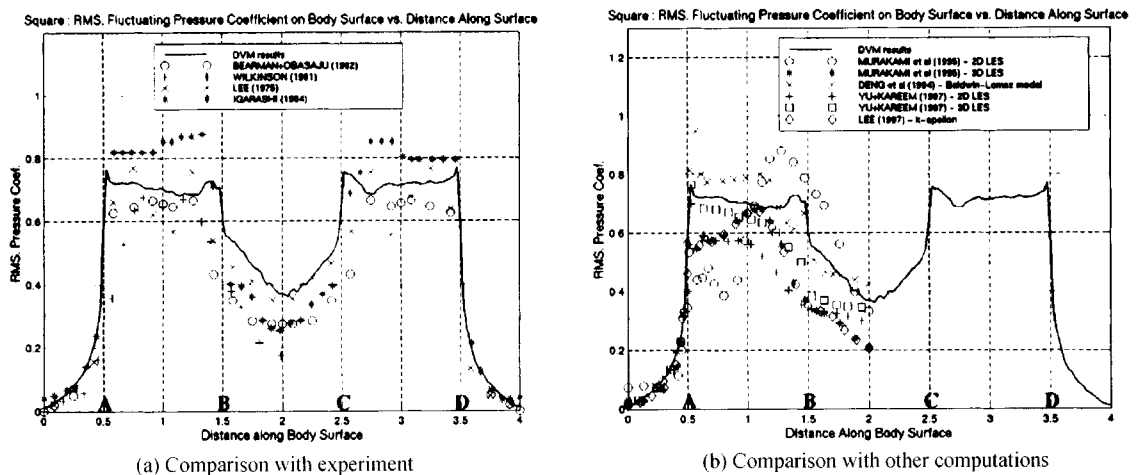 Square : RMS. Fluctuating Pressure Coefficient on Body Surface vs. Distance Along Surface
DVM results
BEARMAN+OBASAJU (1982)
WILKINSON (1981)
LEE (1975)
IGARASHI (1984)
RMS. Pressure Coef.
1
0.8
0.6
0.4
0.2
0
A
B
C
D
0
0.5
1
1.5
2
2.5
3
3.5
4
Distance along Body Surface
(a) Comparison with experiment
Square : RMS. Fluctuating Pressure Coefficient on Body Surface vs. Distance Along Surface
DVM results
MURAKAMI et al (1995) - 2D LES
MURAKAMI et al (1995) - 3D LES
DENG et al (1994) - Baldwin-Lomax model
YU+KAREEM (1997) - 2D LES
YU+KAREEM (1997) - 3D LES
LEE (1997) - k-epsilon
RMS. Pressure Coef.
1.2
1
0.8
0.6
0.4
0.2
0
A
B
C
D
0
0.5
1
1.5
2
2.5
3
3.5
4
Distance along Body Surface
(b) Comparison with other computations